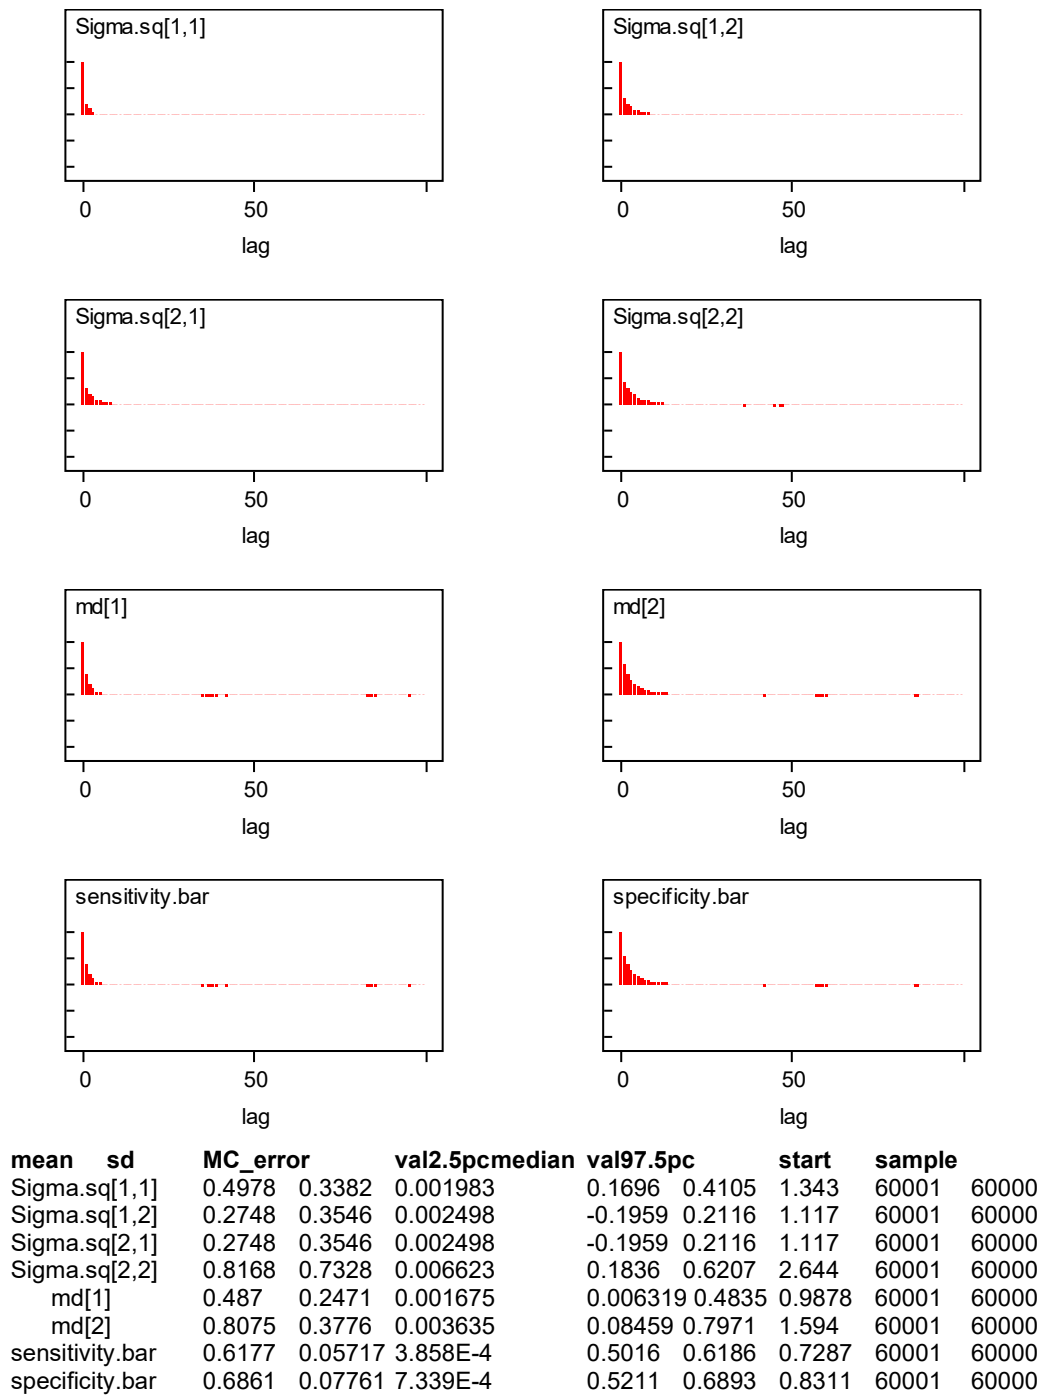 Sigma.sq[1,1] Sigma.sq[1,2]
0 50 0 50
lag lag
Sigma.sq[2,1] Sigma.sq[2,2]
0 50 0 50
lag lag
md[1] md[2]
0 50 0 50
lag lag
sensitivity.bar specificity.bar
0 50 0 50
lag lag
mean sd MC_error val2.5pcmedian val97.5pc start sample
Sigma.sq[1,1] 0.4978 0.3382 0.001983 0.1696 0.4105 1.343 60001 60000
Sigma.sq[1,2] 0.2748 0.3546 0.002498 -0.1959 0.2116 1.117 60001 60000
Sigma.sq[2,1] 0.2748 0.3546 0.002498 -0.1959 0.2116 1.117 60001 60000
Sigma.sq[2,2] 0.8168 0.7328 0.006623 0.1836 0.6207 2.644 60001 60000
md[1] 0.487 0.2471 0.001675 0.006319 0.4835 0.9878 60001 60000
md[2] 0.8075 0.3776 0.003635 0.08459 0.7971 1.594 60001 60000
sensitivity.bar 0.6177 0.05717 3.858E-4 0.5016 0.6186 0.7287 60001 60000
specificity.bar 0.6861 0.07761 7.339E-4 0.5211 0.6893 0.8311 60001 60000